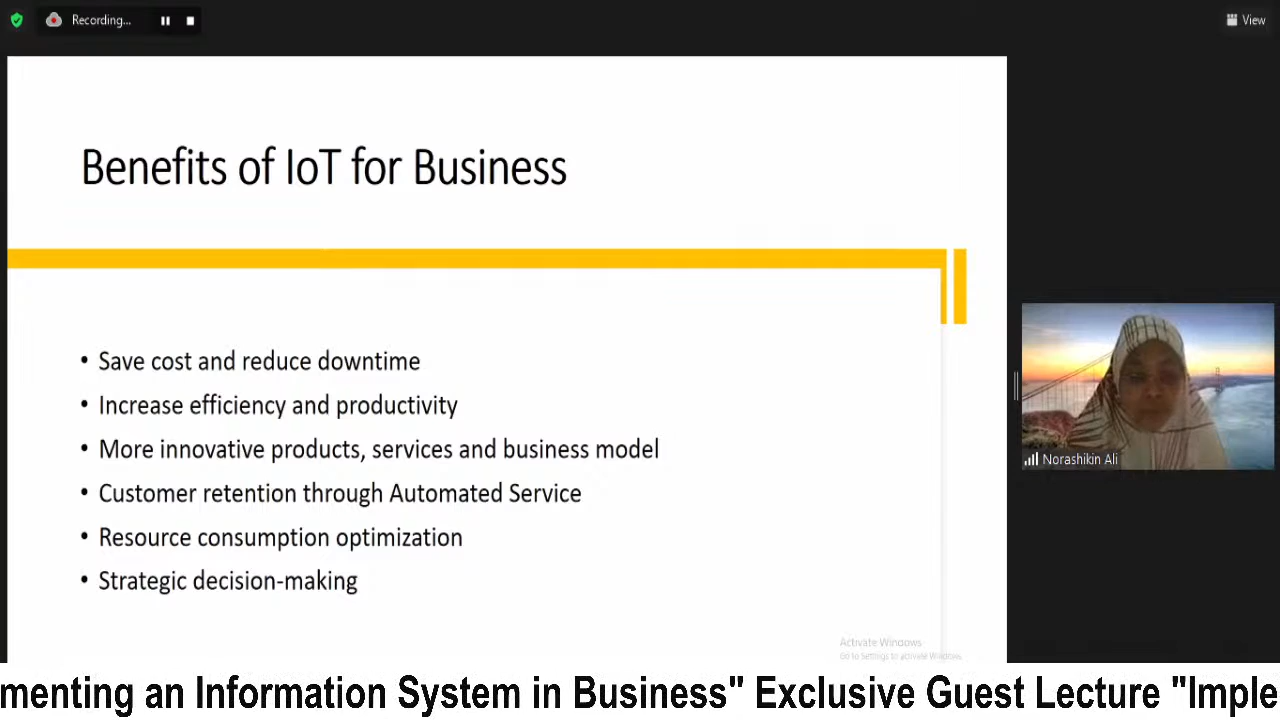 Recording...
View
Benefits of IoT for Business
• Save cost and reduce downtime
• Increase efficiency and productivity
• More innovative products, services and business model
• Customer retention through Automated Service
• Resource consumption optimization
• Strategic decision-making
Norashikin Ali
Activate Windows
Go to Settings to activate Windows.
menting an Information System in Business" Exclusive Guest Lecture "Imple